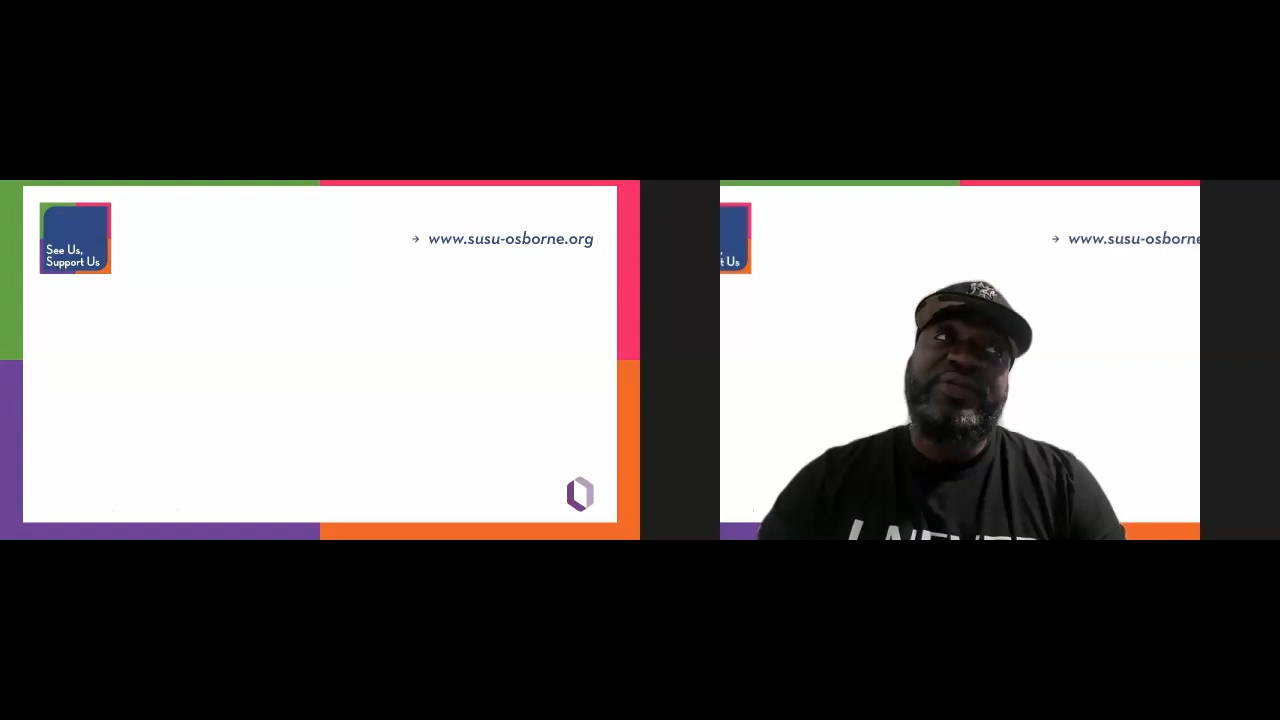 See Us,
Support Us
→ www.susu-osborne.org
t Us
→ www.susu-osborne